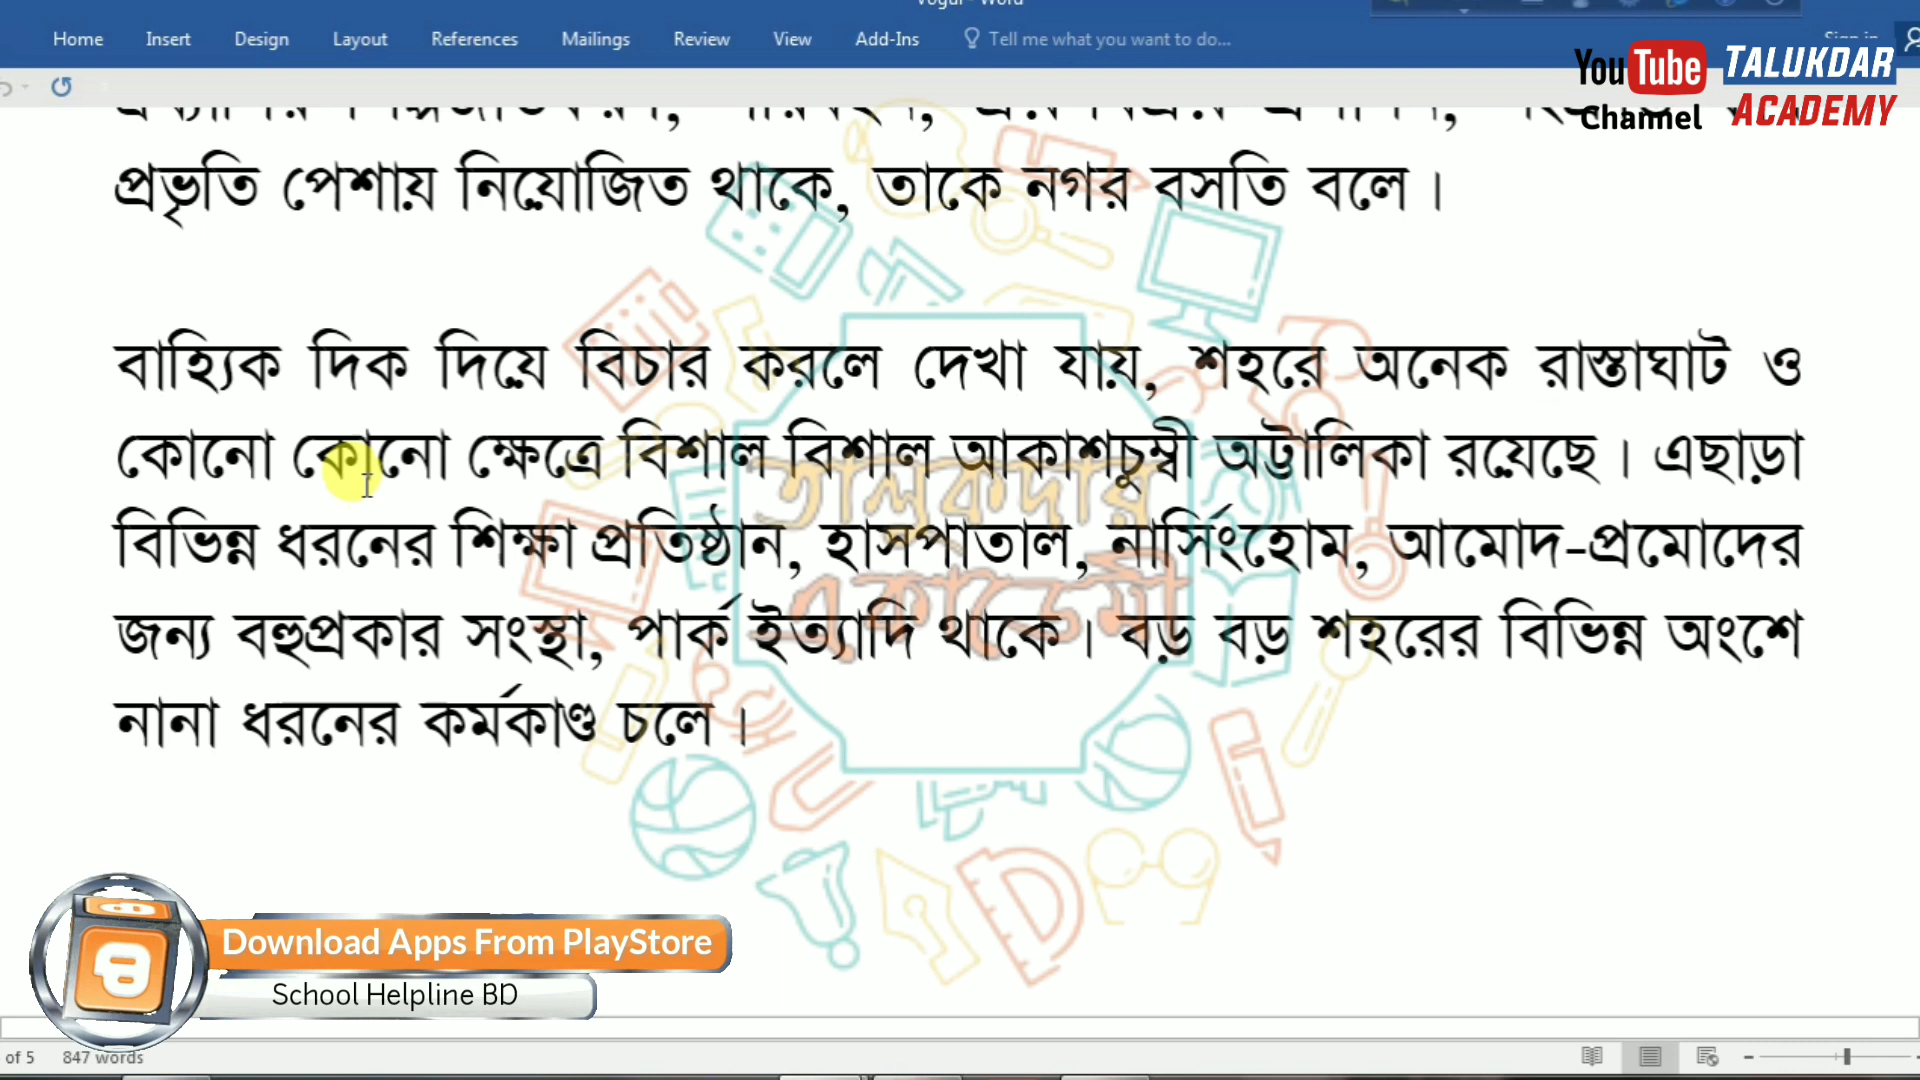 Home Insert Design Layout References Mailings Review View Add-Ins Tell me what you want to do...
YouTube TALUKDAR
Channel ACADEMY
প্রভৃতি পেশায় নিয়োজিত থাকে, তাকে নগর বসতি বলে।
বাহ্যিক দিক দিয়ে বিচার করলে দেখা যায়, শহরে অনেক রাস্তাঘাট ও
কোনো কোনো ক্ষেত্রে বিশাল বিশাল আকাশচুম্বী অট্টালিকা রয়েছে। এছাড়া
বিভিন্ন ধরনের শিক্ষা প্রতিষ্ঠান, হাসপাতাল, নার্সিংহোম, আমোদ-প্রমোদের
জন্য বহুপ্রকার সংস্থা, পার্ক ইত্যাদি থাকে। বড় বড় শহরের বিভিন্ন অংশে
নানা ধরনের কর্মকাণ্ড চলে।
তালুকদার
একাডেমী
Download Apps From PlayStore
School Helpline BD
of 5 847 words